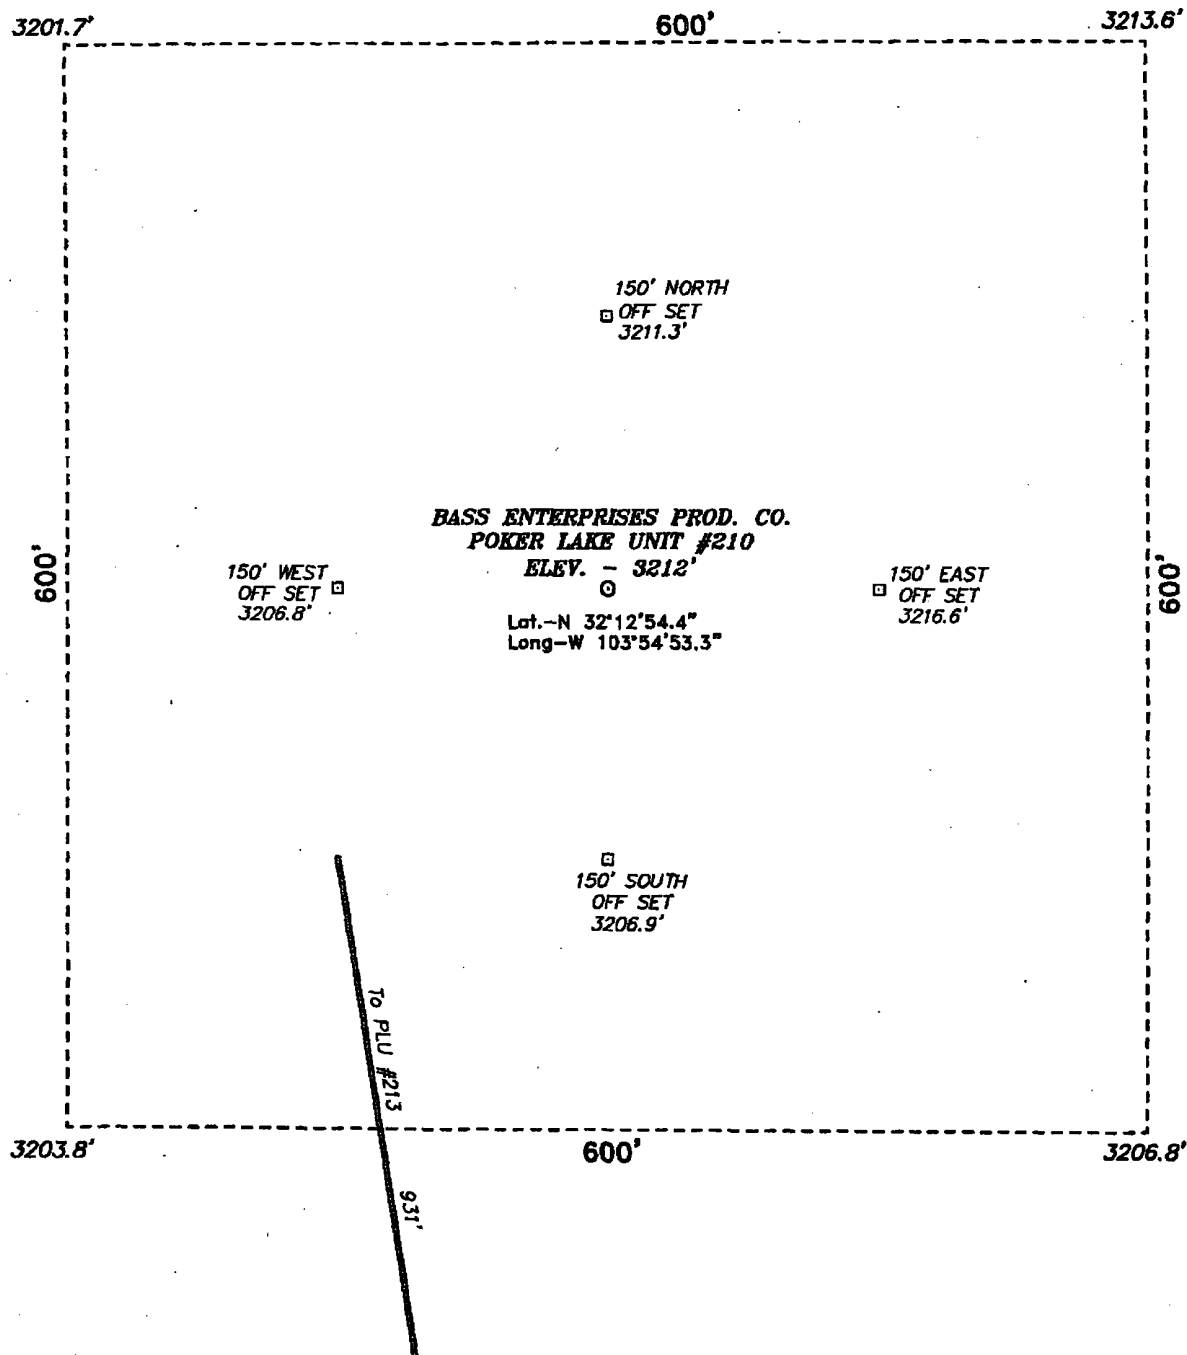 3201.7'
600'
3213.6'
150' NORTH
OFF SET
3211.3'
BASS ENTERPRISES PROD. CO.
POKER LAKE UNIT #210
ELEV. - 3212'
Lat.-N 32°12'54.4"
Long-W 103°54'53.3"
600'
150' WEST
OFF SET
3206.8'
150' EAST
OFF SET
3216.6'
600'
150' SOUTH
OFF SET
3206.9'
To PLU #213
931'
3203.8'
600'
3206.8'